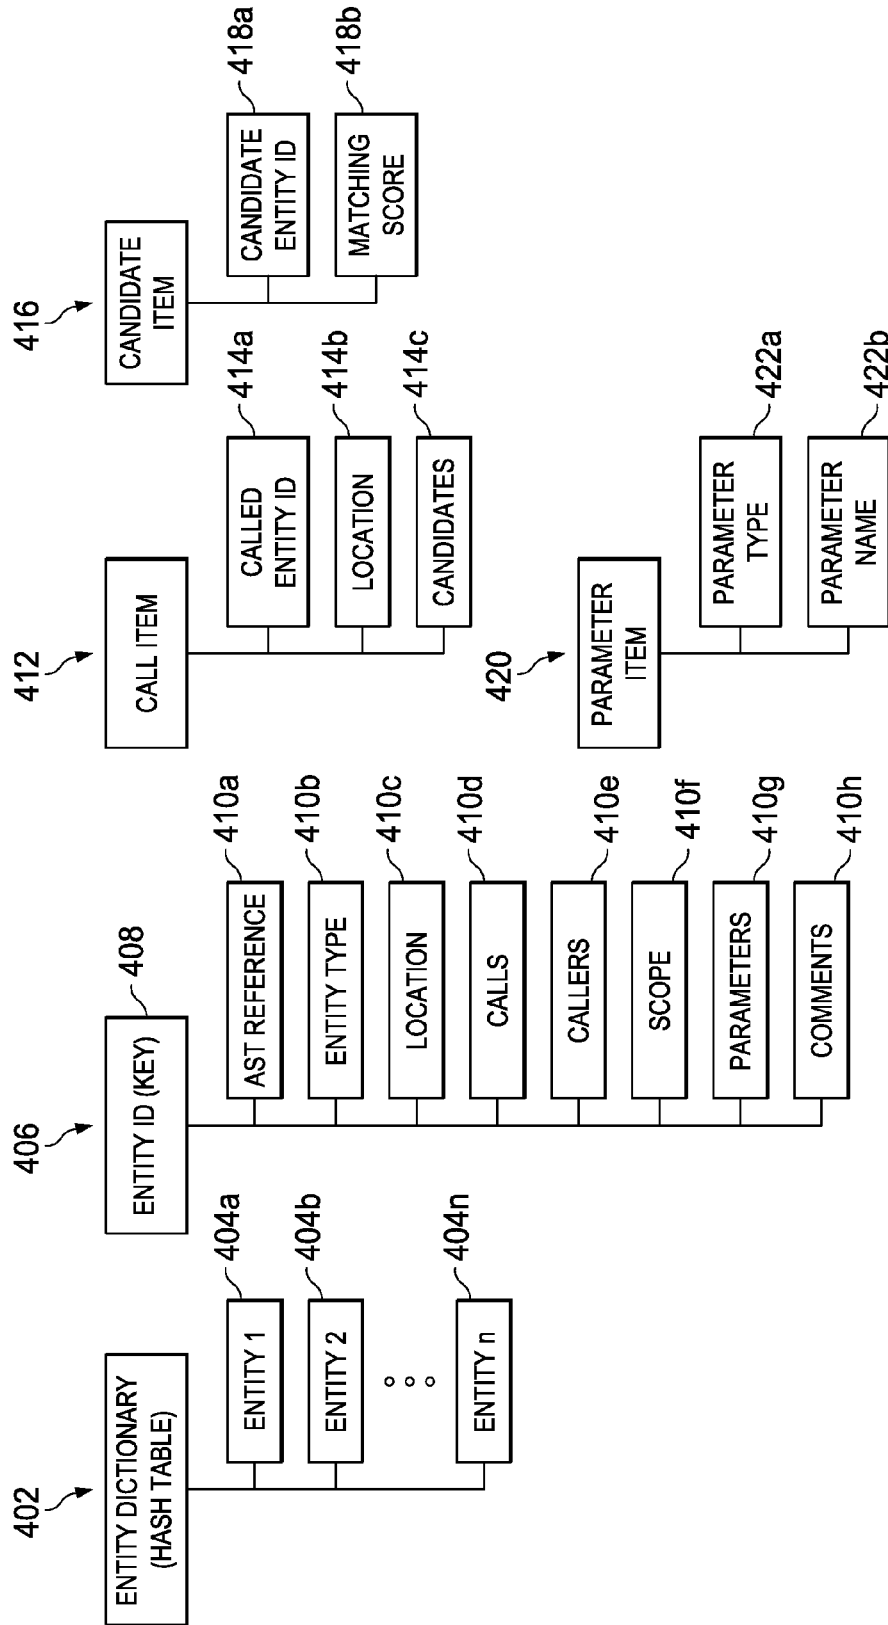 402
ENTITY DICTIONARY
(HASH TABLE)
ENTITY 1
404a
ENTITY 2
404b
ENTITY n
404n
406
ENTITY ID (KEY)
408
AST REFERENCE
410a
ENTITY TYPE
410b
LOCATION
410c
CALLS
410d
CALLERS
410e
SCOPE
410f
PARAMETERS
410g
COMMENTS
410h
412
CALL ITEM
CALLED
ENTITY ID
414a
LOCATION
414b
CANDIDATES
414c
416
CANDIDATE
ITEM
CANDIDATE
ENTITY ID
418a
MATCHING
SCORE
418b
420
PARAMETER
ITEM
PARAMETER
TYPE
422a
PARAMETER
NAME
422b